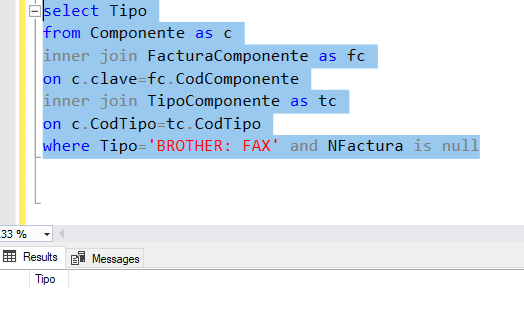 select Tipo
from Componente as c
inner join FacturaComponente as fc
on c.clave=fc.CodComponente
inner join TipoComponente as tc
on c.CodTipo=tc.CodTipo
where Tipo='BROTHER: FAX' and NFactura is null
33 %
Results Messages
Tipo